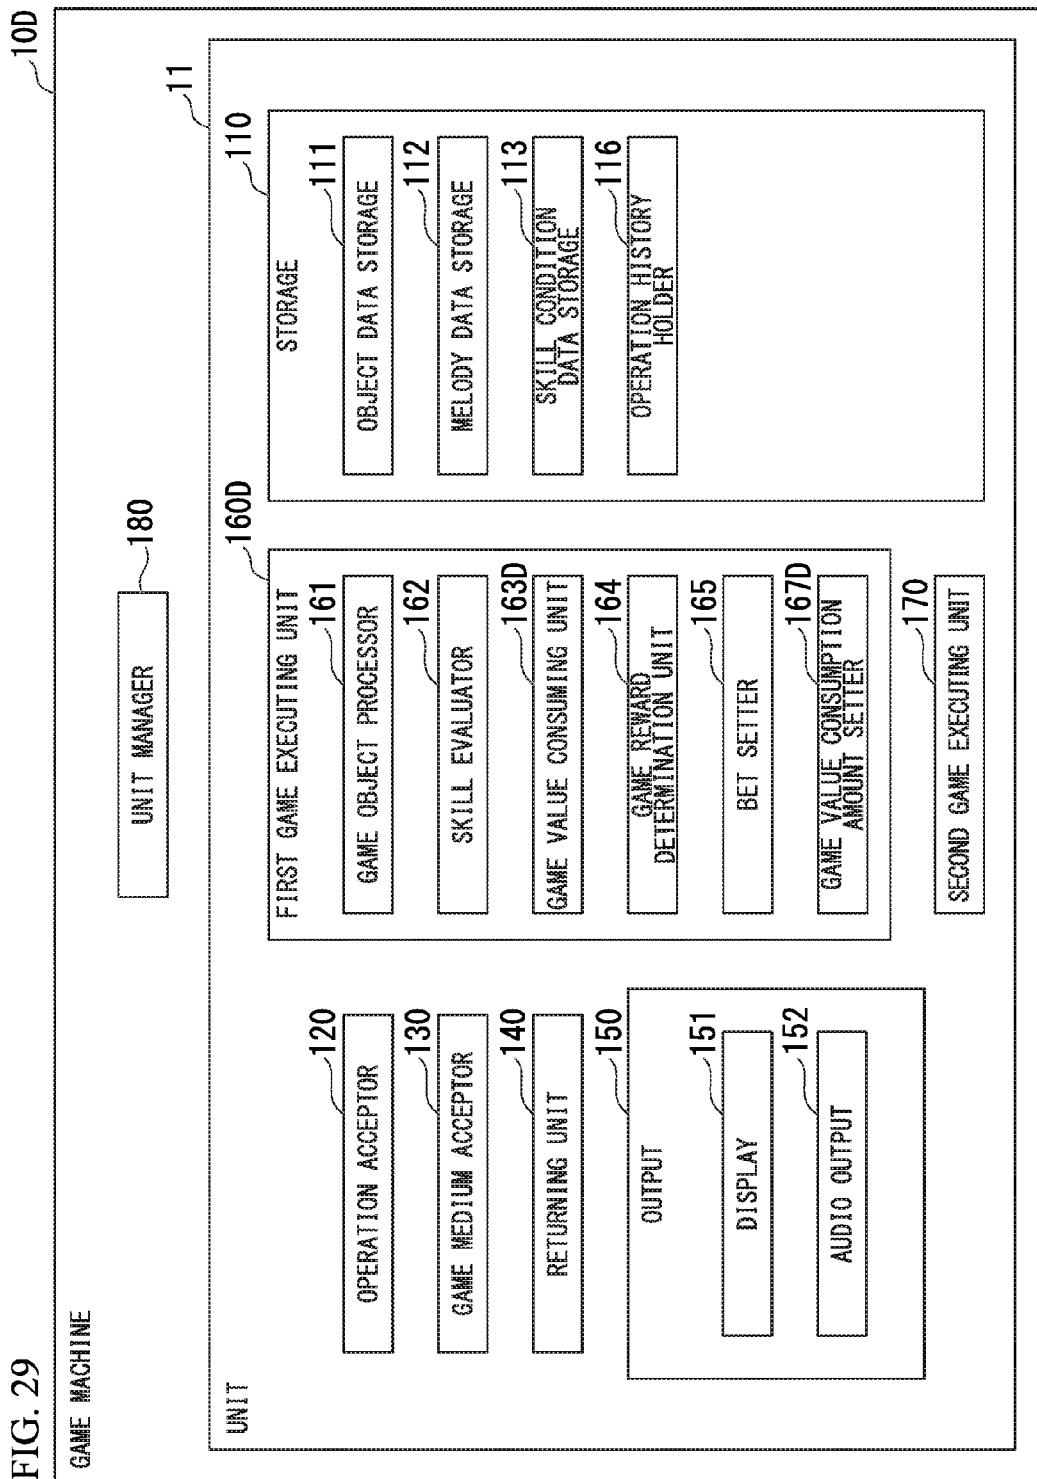 FIG. 29
10D
GAME MACHINE
UNIT MANAGER
180
11
UNIT
OPERATION ACCEPTOR
120
GAME MEDIUM ACCEPTOR
130
RETURNING UNIT
140
150
OUTPUT
DISPLAY
151
AUDIO OUTPUT
152
160D
FIRST GAME EXECUTING UNIT
GAME OBJECT PROCESSOR
161
SKILL EVALUATOR
162
GAME VALUE CONSUMING UNIT
163D
GAME REWARD
DETERMINATION UNIT
164
BET SETTER
165
GAME VALUE CONSUMPTION
AMOUNT SETTER
167D
SECOND GAME EXECUTING UNIT
170
110
STORAGE
OBJECT DATA STORAGE
111
MELODY DATA STORAGE
112
SKILL CONDITION
DATA STORAGE
113
OPERATION HISTORY
HOLDER
116